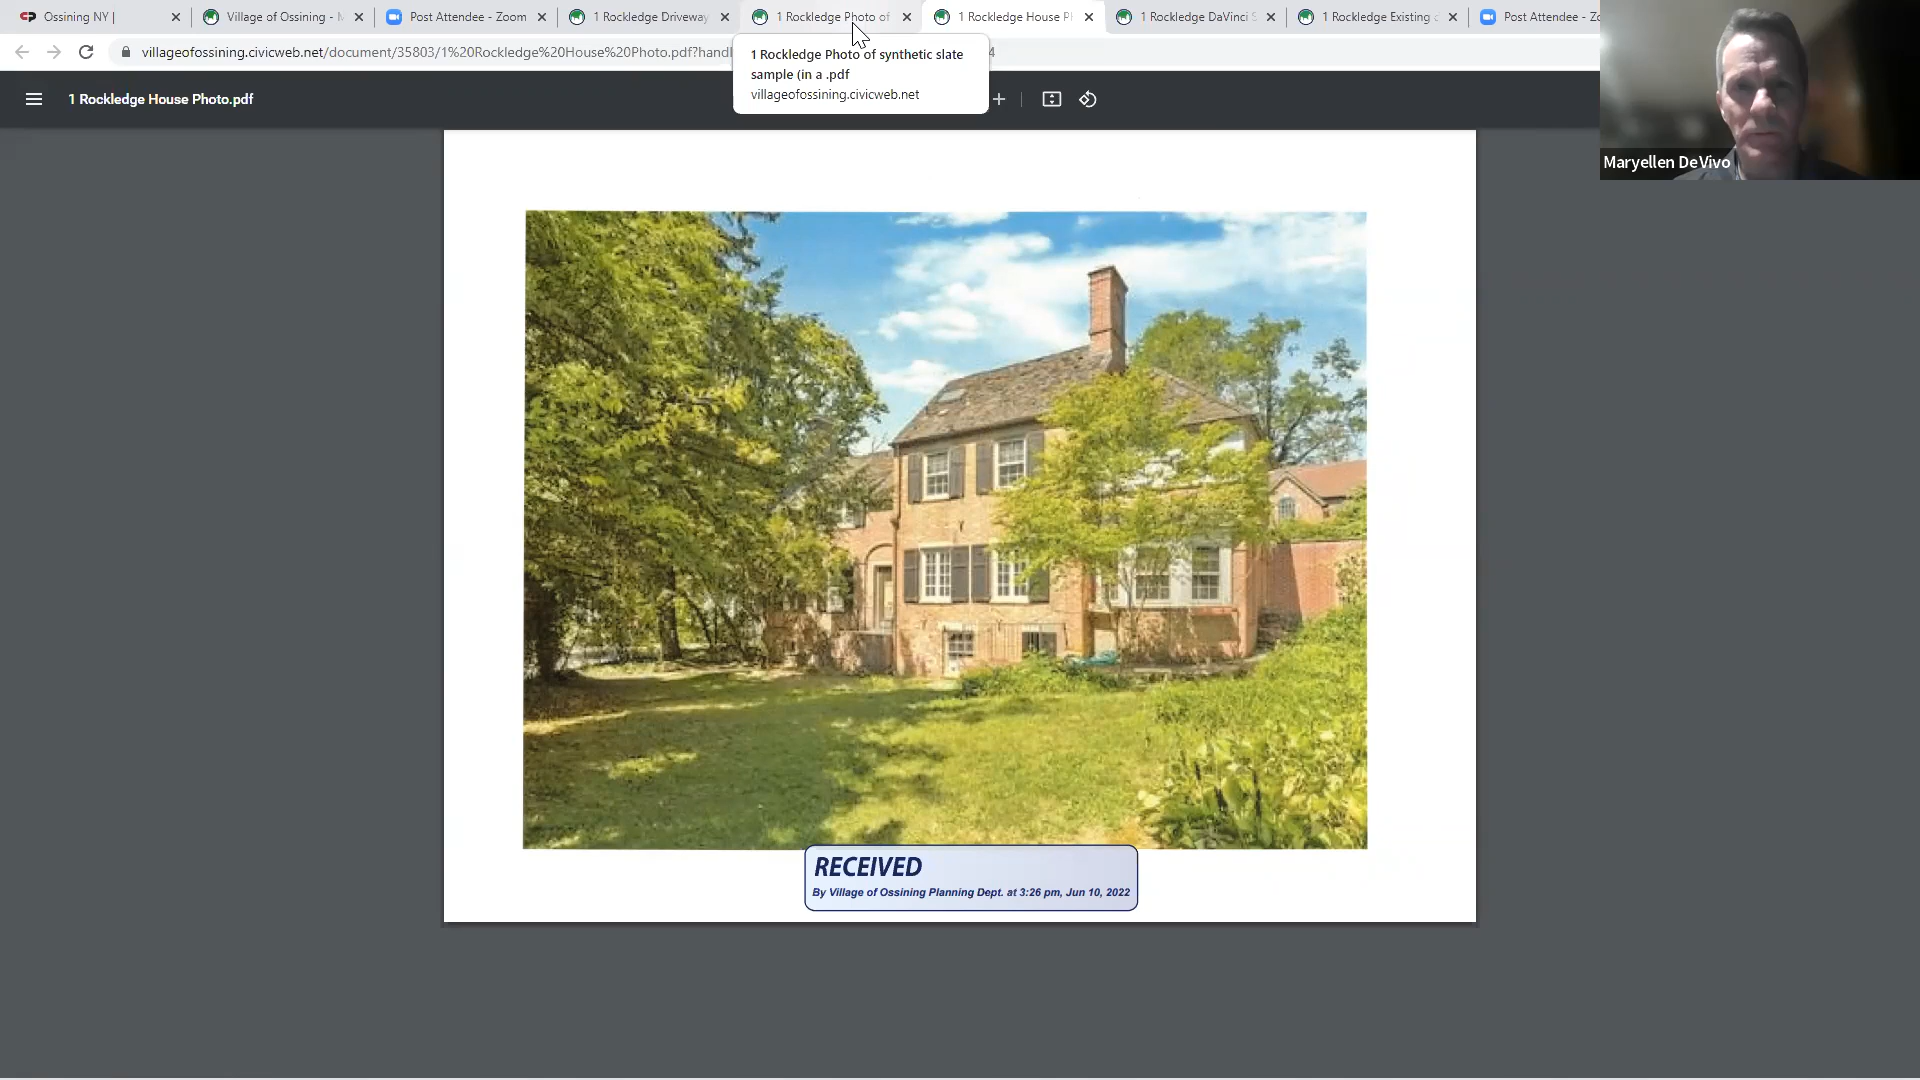 Ossining NY |
Village of Ossining - M
Post Attendee - Zoom
1 Rockledge Driveway
1 Rockledge Photo of
1 Rockledge House P
1 Rockledge DaVinci S
1 Rockledge Existing
Post Attendee - Zo
villageofossining.civicweb.net/document/35803/1%20Rockledge%20House%20Photo.pdf?handl
4
1 Rockledge Photo of synthetic slate
sample (in a .pdf
villageofossining.civicweb.net
1 Rockledge House Photo.pdf
Maryellen DeVivo
RECEIVED
By Village of Ossining Planning Dept. at 3:26 pm, Jun 10, 2022